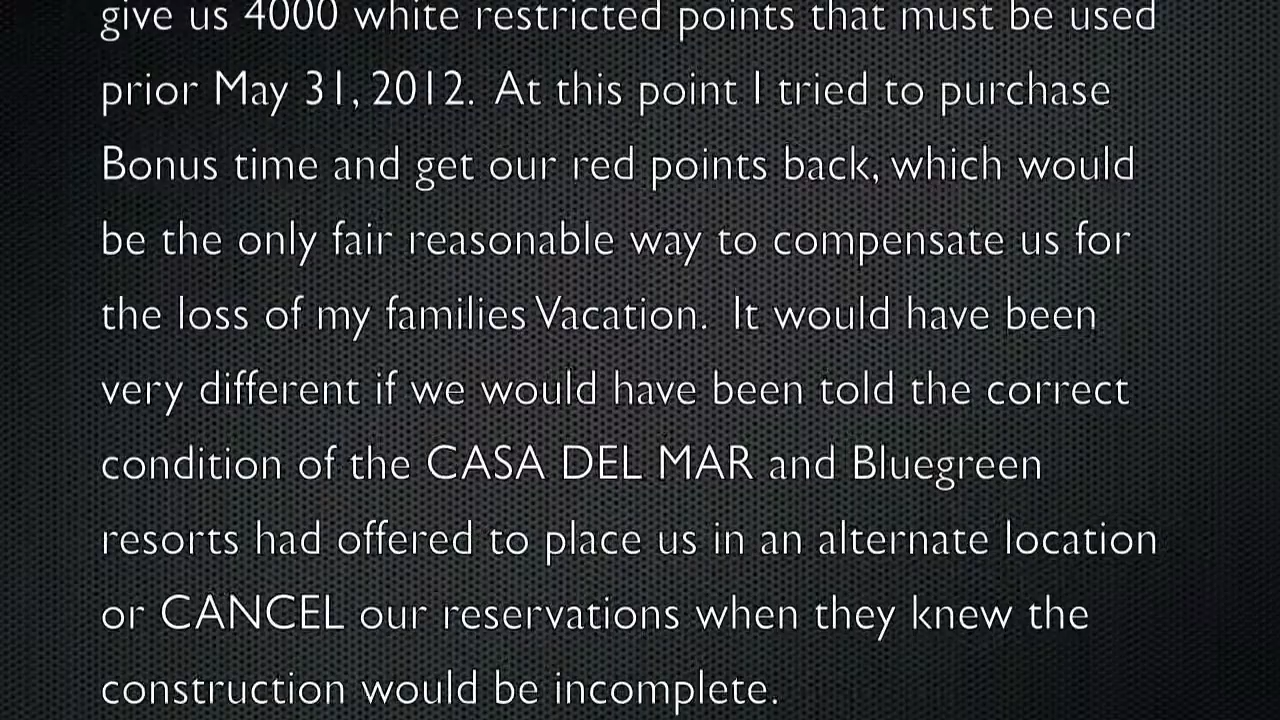 give us 4000 white restricted points that must be used
prior May 31, 2012. At this point I tried to purchase
Bonus time and get our red points back, which would
be the only fair reasonable way to compensate us for
the loss of my families Vacation. It would have been
very different if we would have been told the correct
condition of the CASA DEL MAR and Bluegreen
resorts had offered to place us in an alternate location
or CANCEL our reservations when they knew the
construction would be incomplete.